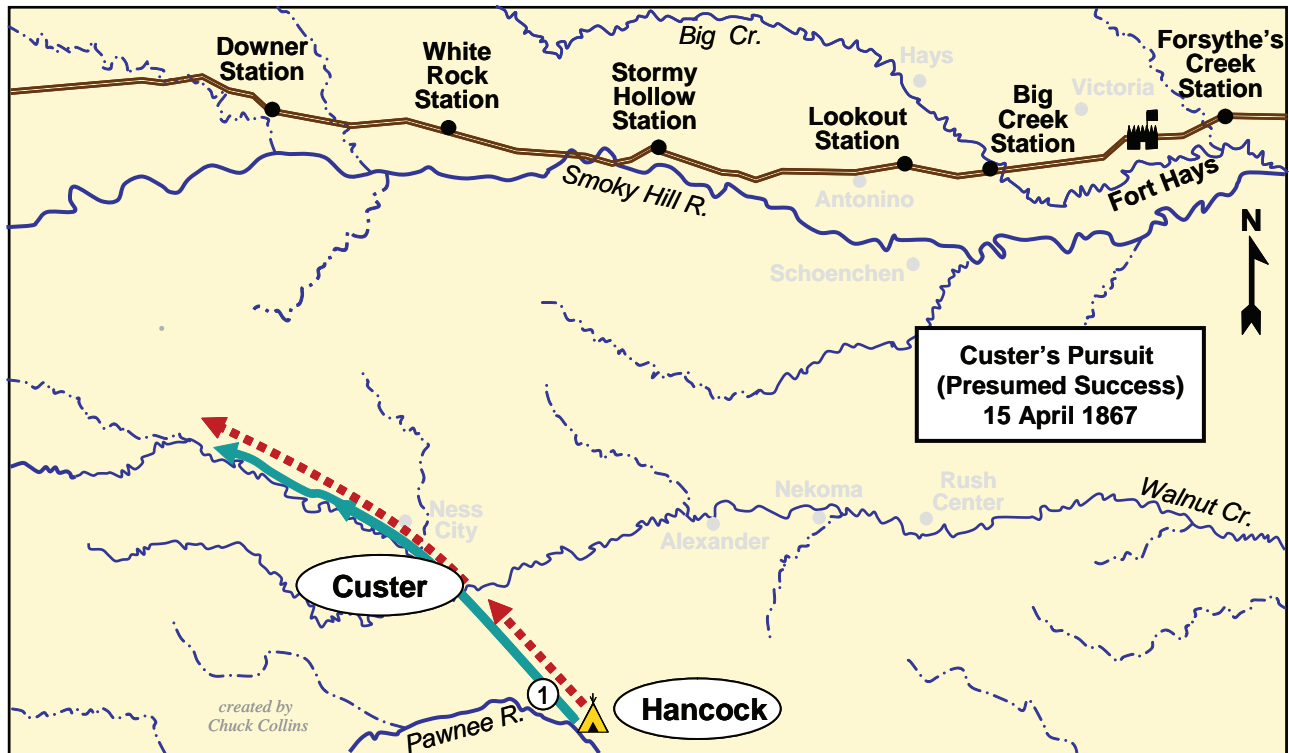 Downer
Station
White
Rock
Station
Stormy
Hollow
Station
Big Cr.
Hays
Lookout
Station
Big
Creek
Station
Victoria
Forsythe's
Creek
Station
Smoky Hill R.
Antonino
Fort Hays
Schoenchen
N
Custer's Pursuit
(Presumed Success)
15 April 1867
Ness
City
Alexander
Nekoma
Rush
Center
Walnut Cr.
Custer
1
Hancock
Pawnee R.
created by
Chuck Collins